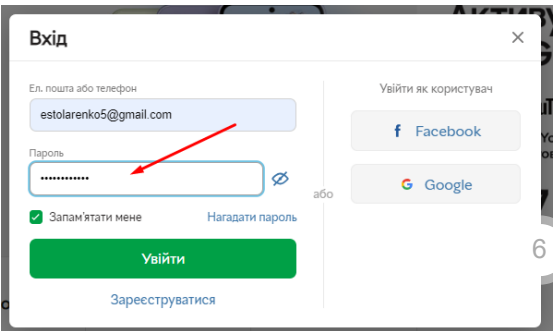 Вхід
Ел. пошта або телефон
estolarenko5@gmail.com
Пароль
••••••••••••
Запам'ятати мене
Нагадати пароль
Увійти
Зареєструватися
або
Увійти як користувач
Facebook
Google
6